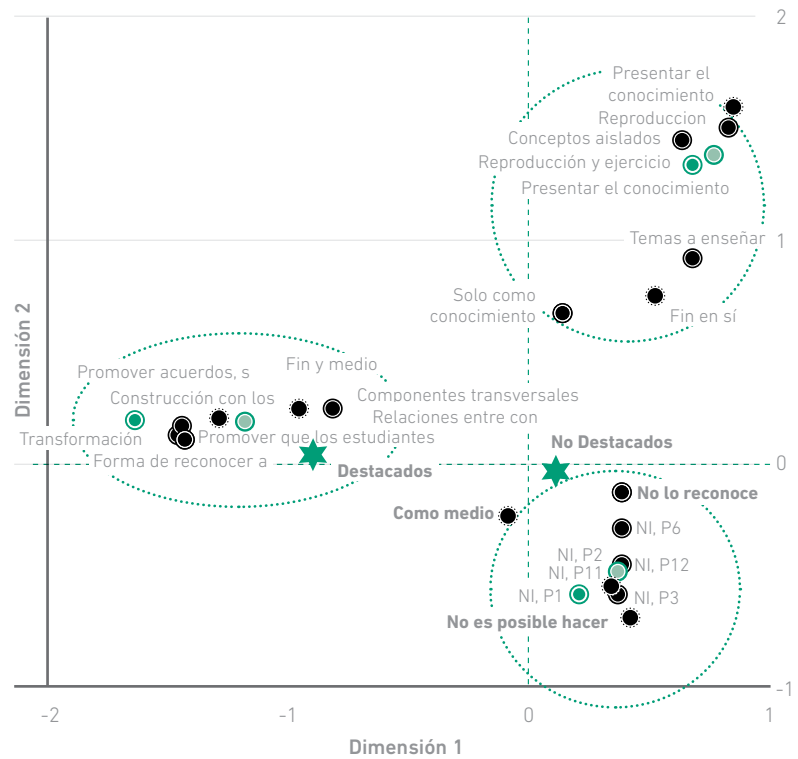 2
Presentar el
conocimiento
Reproduccion
Conceptos aislados
Reproducción y ejercicio
Presentar el conocimiento
1
Temas a enseñar
Solo como
conocimiento
Fin en sí
Dimensión 2
Promover acuerdos, s
Fin y medio
Construcción con los
Componentes transversales
Relaciones entre con
Transformación
Promover que los estudiantes
Forma de reconocer a
Destacados
No Destacados
0
No lo reconoce
Como medio
NI, P6
NI, P2
NI, P12
NI, P11
NI, P1
NI, P3
No es posible hacer
-1
-2
-1
0
1
Dimensión 1